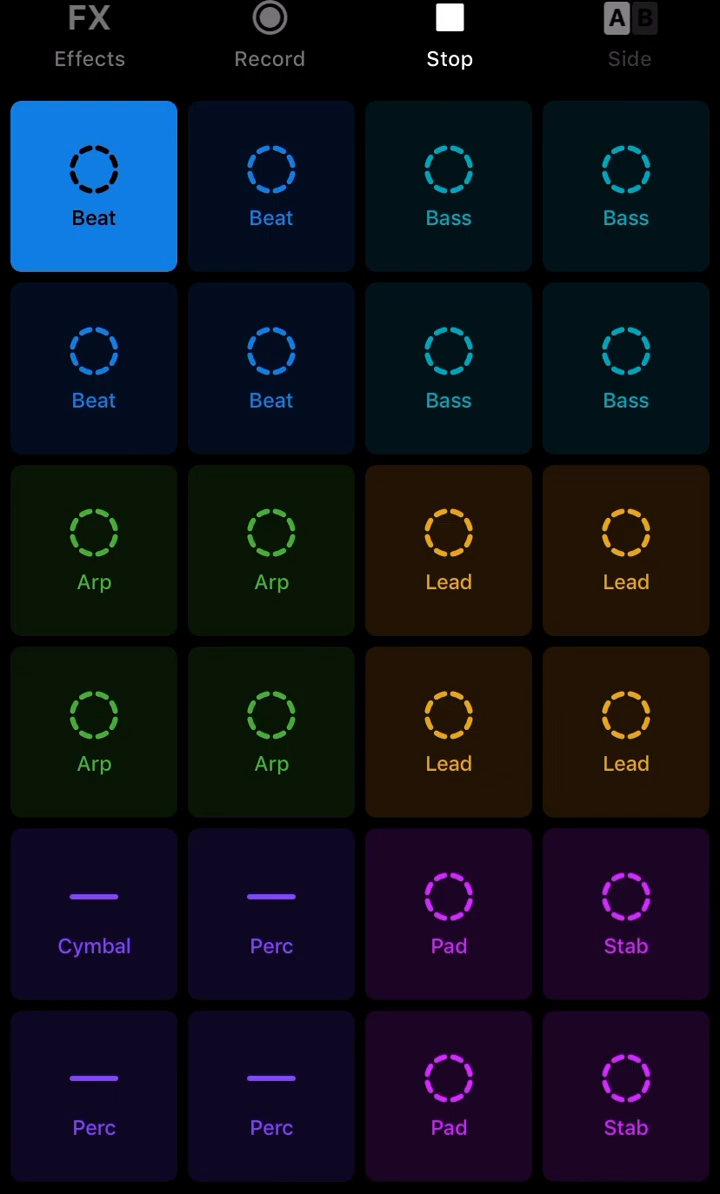 FX
A B
Effects Record Stop Side
Beat Beat Bass Bass
Beat Beat Bass Bass
Arp Arp Lead Lead
Arp Arp Lead Lead
Cymbal Perc Pad Stab
Perc Perc Pad Stab